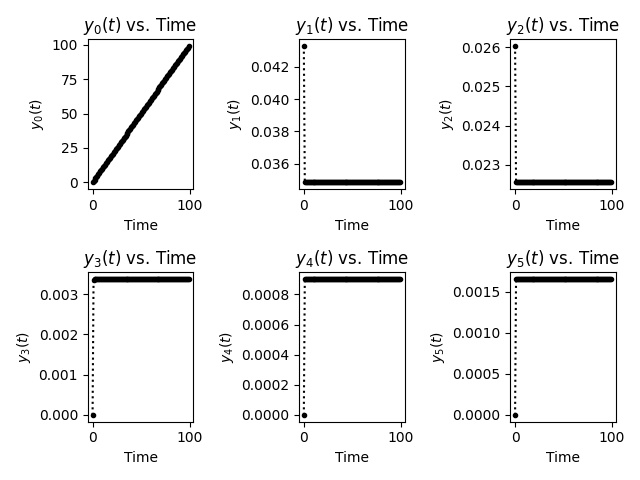 y₀(t) vs. Time
100
75
50
25
0
y₀(t)
0 100
Time
y₁(t) vs. Time
0.042
0.040
0.038
0.036
y₁(t)
0 100
Time
y₂(t) vs. Time
0.026
0.025
0.024
0.023
y₂(t)
0 100
Time
y₃(t) vs. Time
0.003
0.002
0.001
0.000
y₃(t)
0 100
Time
y₄(t) vs. Time
0.0008
0.0006
0.0004
0.0002
0.0000
y₄(t)
0 100
Time
y₅(t) vs. Time
0.0015
0.0010
0.0005
0.0000
y₅(t)
0 100
Time